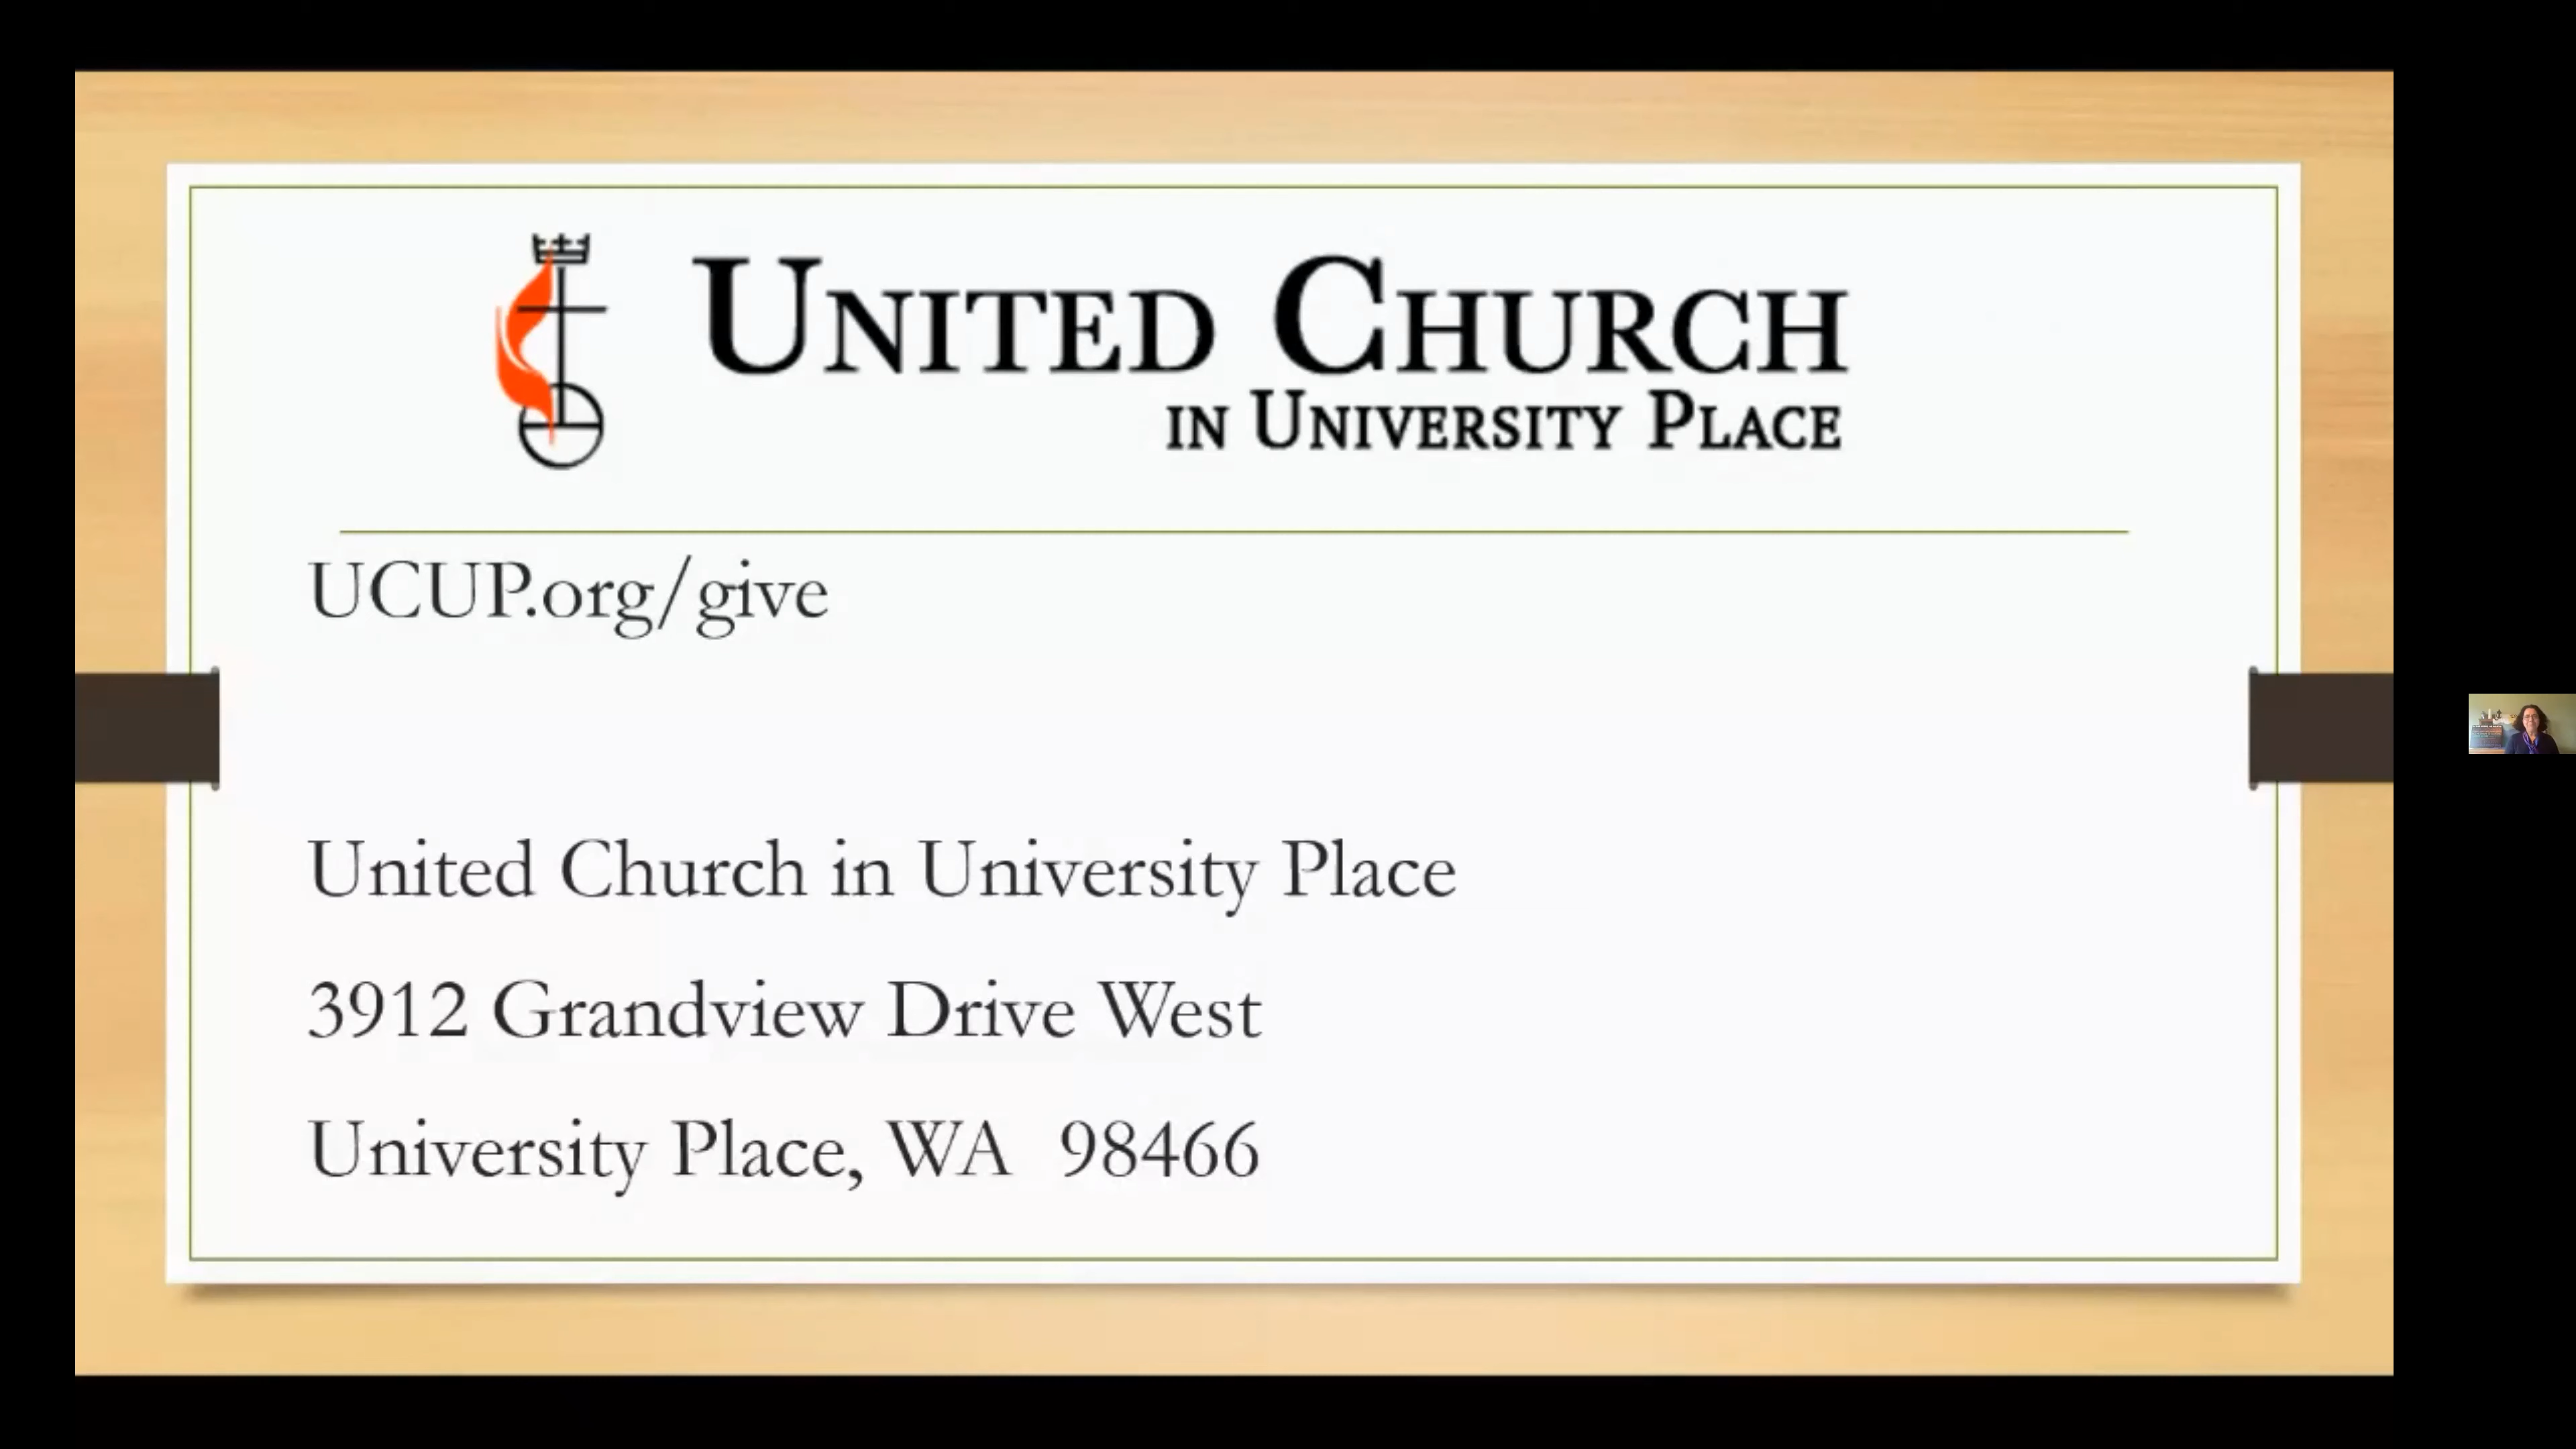 UNITED CHURCH
IN UNIVERSITY PLACE
UCUP.org/give
United Church in University Place
3912 Grandview Drive West
University Place, WA  98466